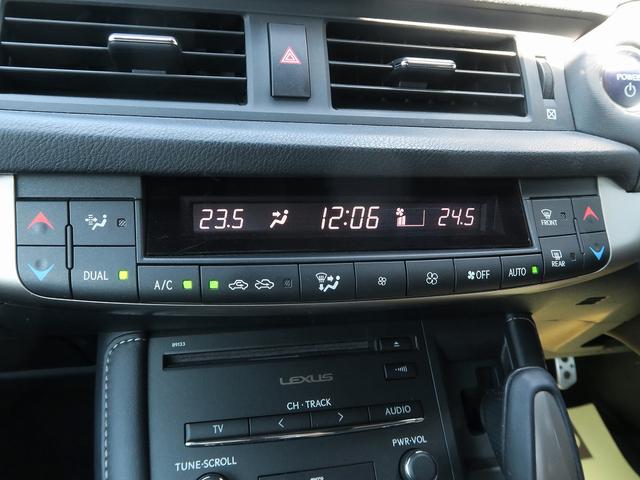 POWER
23.5 12:06 24.5
FRONT
DUAL
A/C
OFF
AUTO
REAR
89133
LEXUS
CH · TRACK
TV < > AUDIO
PWR·VOL
TUNE·SCROLL